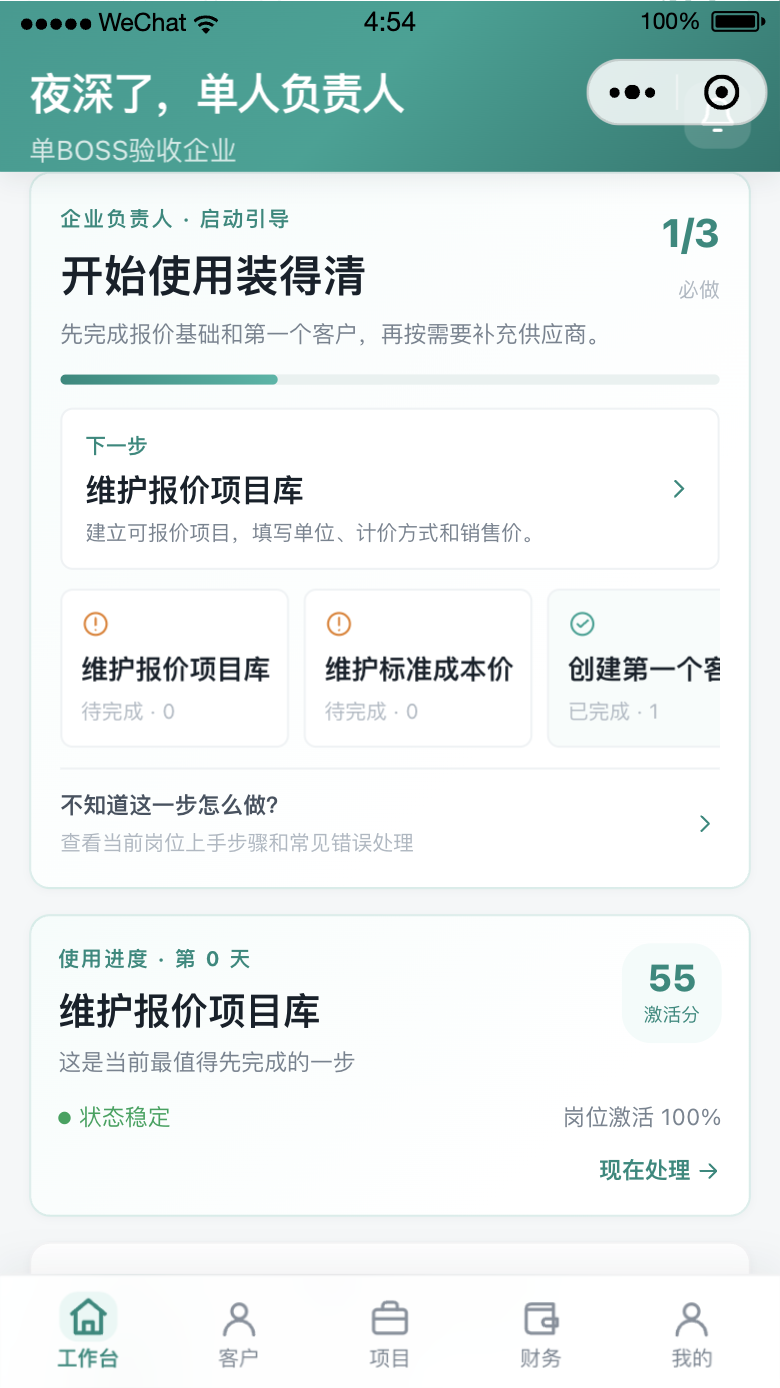 ●●●●● WeChat 4:54 100%
夜深了，单人负责人
单BOSS验收企业
企业负责人 · 启动引导
1/3
开始使用装得清
必做
先完成报价基础和第一个客户，再按需要补充供应商。
下一步
维护报价项目库
建立可报价项目，填写单位、计价方式和销售价。
维护报价项目库 维护标准成本价 创建第一个客
待完成 · 0 待完成 · 0 已完成 · 1
不知道这一步怎么做?
查看当前岗位上手步骤和常见错误处理
使用进度 · 第 0 天
55
维护报价项目库
激活分
这是当前最值得先完成的一步
状态稳定 岗位激活 100%
现在处理 →
工作台 客户 项目 财务 我的